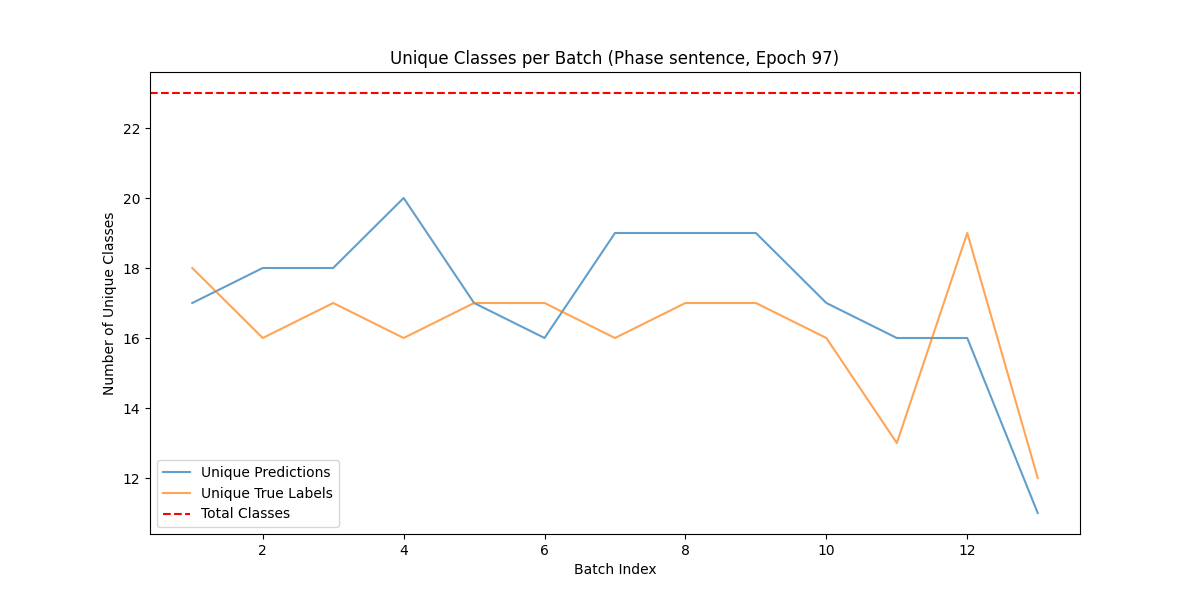 Unique Classes per Batch (Phase sentence, Epoch 97)
Number of Unique Classes
22
20
18
16
14
12
Unique Predictions
Unique True Labels
Total Classes
2
4
6
8
10
12
Batch Index